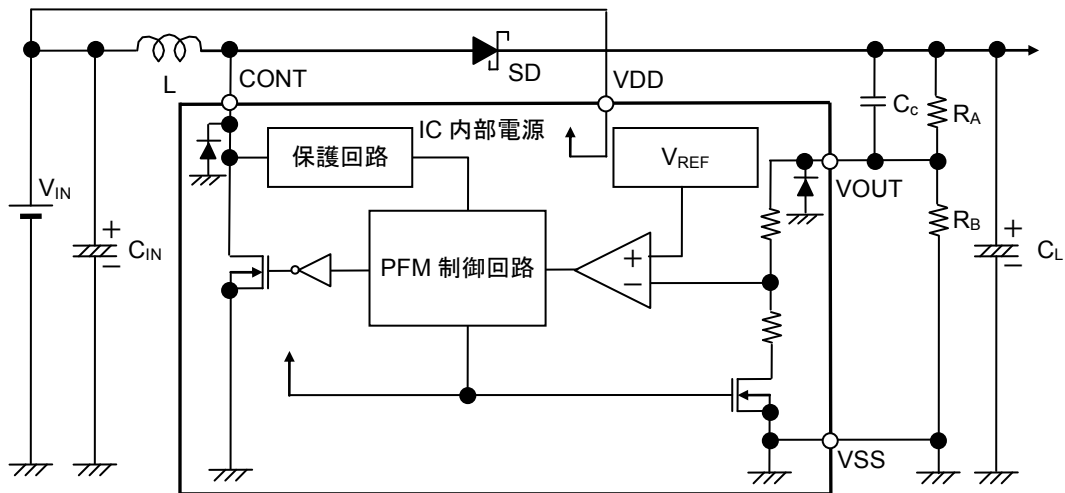 L
CONT
SD
VDD
Cc
RA
IC 内部電源
保護回路
VREF
VIN
VOUT
+
CIN
−
PFM 制御回路
+
−
RB
+
CL
−
VSS